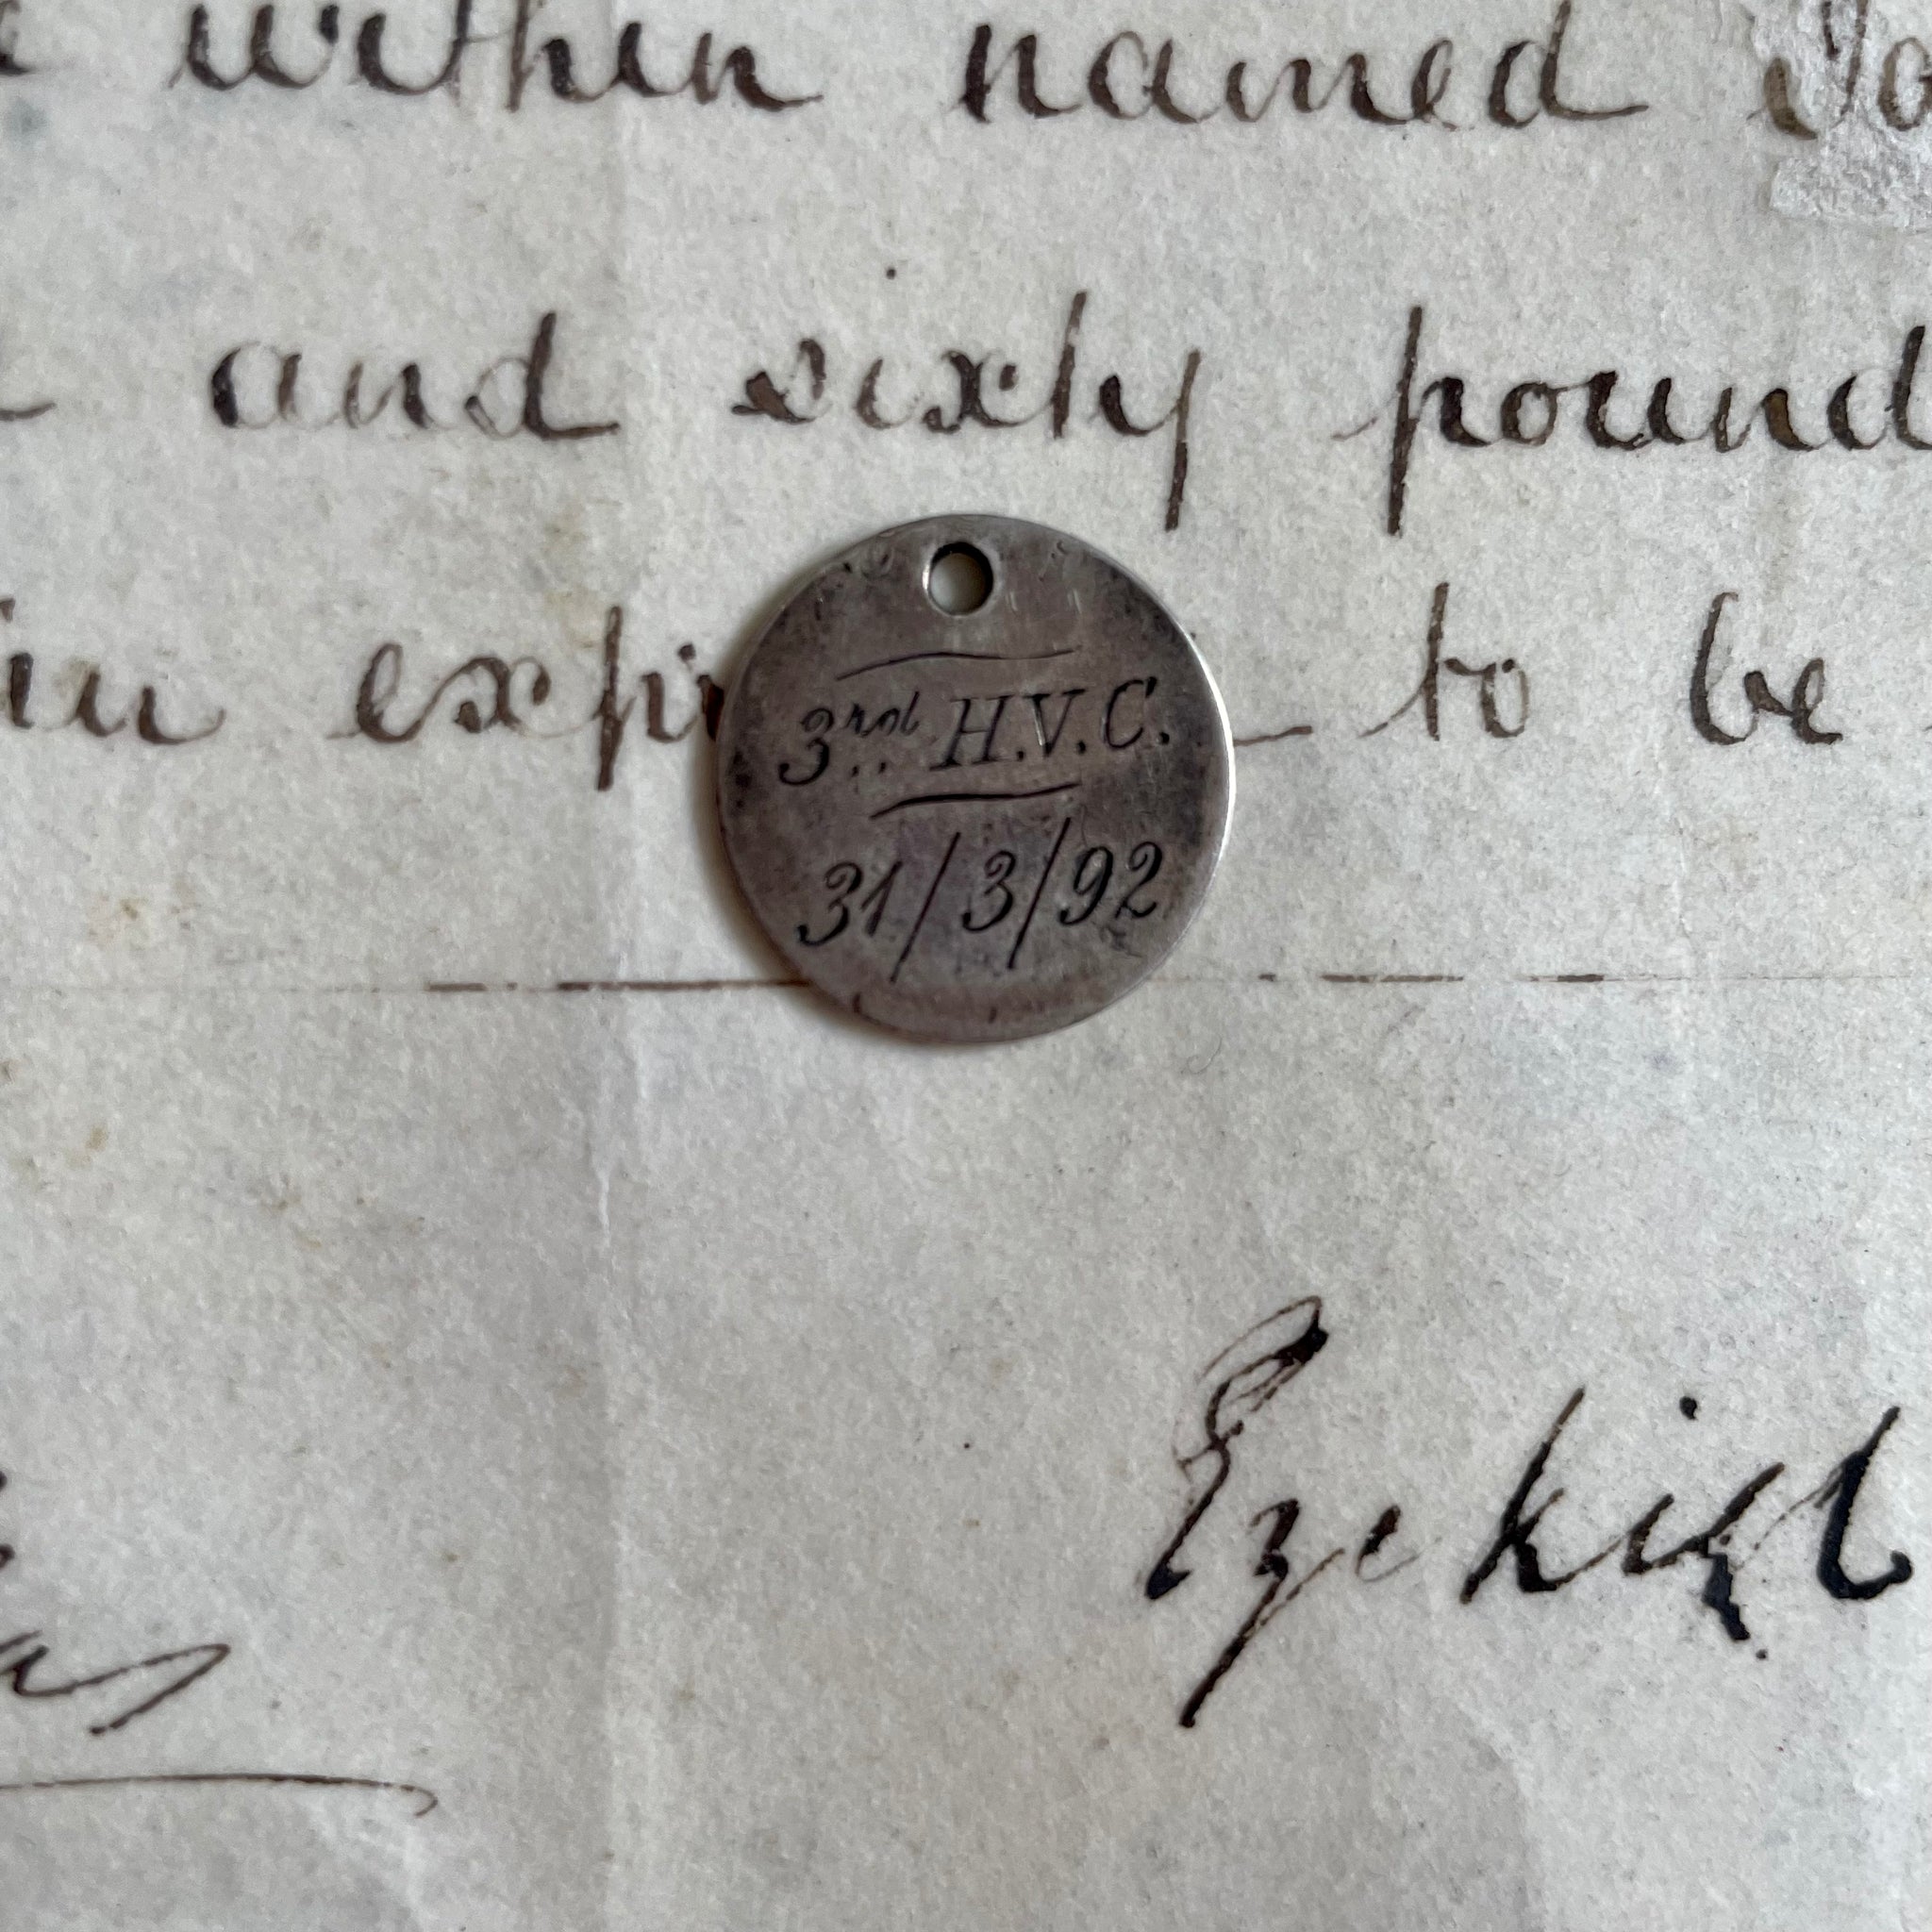 within named
and sixty pound
in expi to be
3rd H.V.C.
31/3/92
Ezekiel